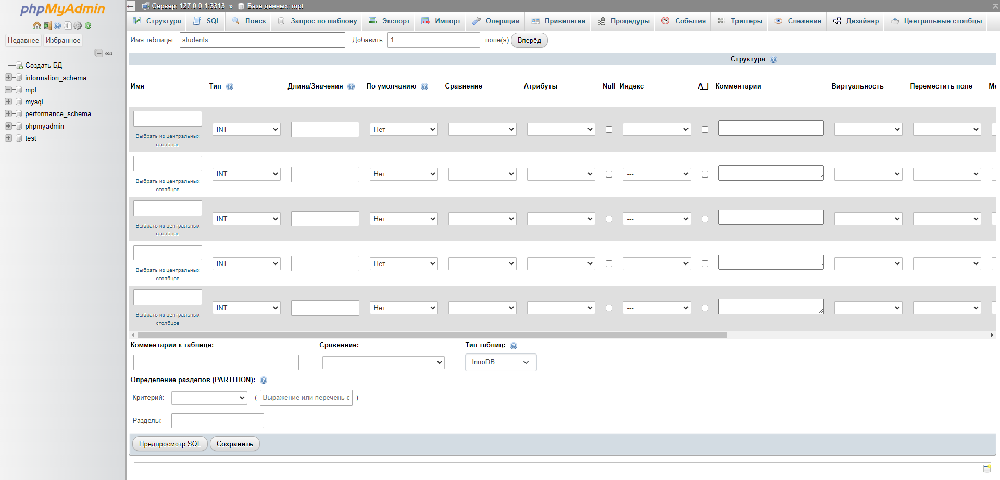 phpMyAdmin
Недавнее Избранное
Создать БД
information_schema
mpt
mysql
performance_schema
phpmyadmin
test
Сервер: 127.0.0.1:3313 » База данных: mpt
Структура SQL Поиск Запрос по шаблону Экспорт Импорт Операции Привилегии Процедуры События Триггеры Слежение Дизайнер Центральные столбцы
Имя таблицы: students Добавить 1 поле(я) Вперёд
Структура
Имя Тип Длина/Значения По умолчанию Сравнение Атрибуты Null Индекс A_I Комментарии Виртуальность Переместить поле Ме
INT Нет ---
Выбрать из центральных
столбцов
INT Нет ---
Выбрать из центральных
столбцов
INT Нет ---
Выбрать из центральных
столбцов
INT Нет ---
Выбрать из центральных
столбцов
INT Нет ---
Выбрать из центральных
столбцов
Комментарии к таблице: Сравнение: Тип таблиц:
InnoDB
Определение разделов (PARTITION):
Критерий: ( Выражение или перечень с )
Разделы:
Предпросмотр SQL Сохранить